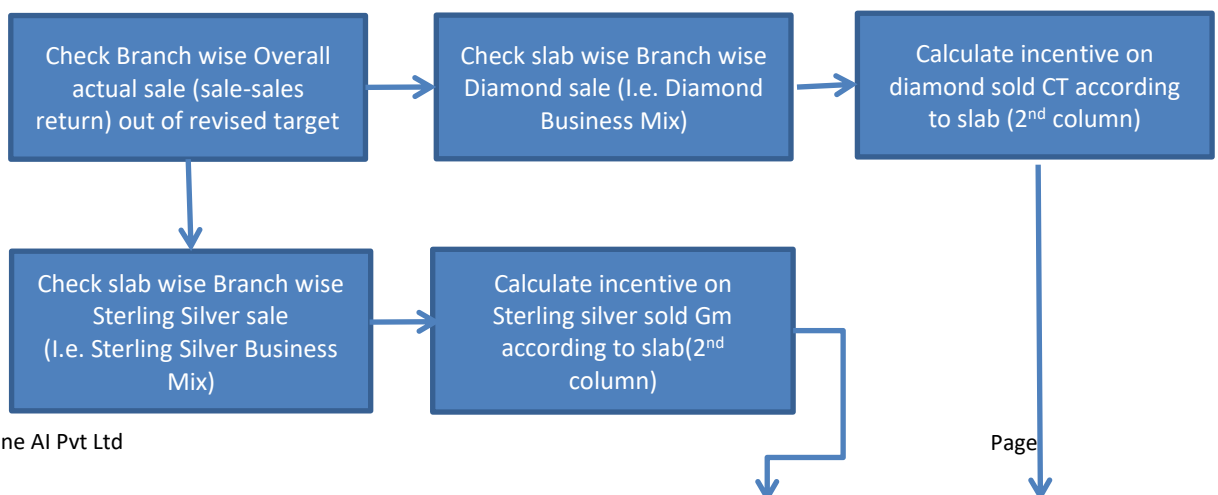 Check Branch wise Overall
actual sale (sale-sales
return) out of revised target
Check slab wise Branch wise
Diamond sale (I.e. Diamond
Business Mix)
Calculate incentive on
diamond sold CT according
to slab (2nd column)
Check slab wise Branch wise
Sterling Silver sale
(I.e. Sterling Silver Business
Mix)
Calculate incentive on
Sterling silver sold Gm
according to slab(2nd
column)
ne AI Pvt Ltd
Page